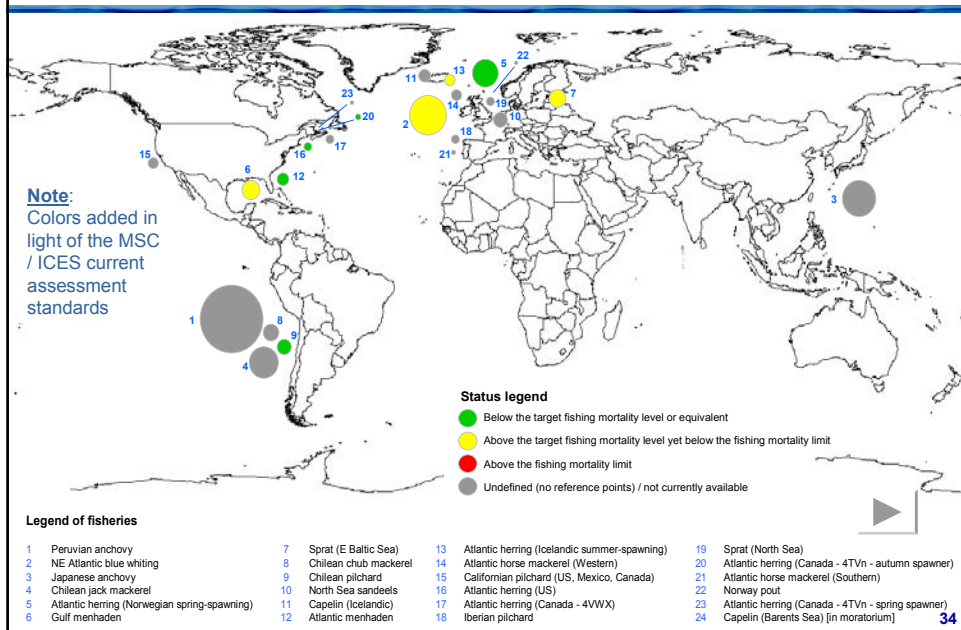 22
5
11
13
7
23
14
19
2
10
20
18
16
17
15
21
12
6
3
Note:
Colors added in
light of the MSC
/ ICES current
assessment
standards
1
8
9
4
Status legend
Below the target fishing mortality level or equivalent
Above the target fishing mortality level yet below the fishing mortality limit
Above the fishing mortality limit
Undefined (no reference points) / not currently available
Legend of fisheries
1 Peruvian anchovy
2 NE Atlantic blue whiting
3 Japanese anchovy
4 Chilean jack mackerel
5 Atlantic herring (Norwegian spring-spawning)
6 Gulf menhaden
7 Sprat (E Baltic Sea)
8 Chilean chub mackerel
9 Chilean pilchard
10 North Sea sandeels
11 Capelin (Icelandic)
12 Atlantic menhaden
13 Atlantic herring (Icelandic summer-spawning)
14 Atlantic horse mackerel (Western)
15 Californian pilchard (US, Mexico, Canada)
16 Atlantic herring (US)
17 Atlantic herring (Canada - 4VWX)
18 Iberian pilchard
19 Sprat (North Sea)
20 Atlantic herring (Canada - 4TVn - autumn spawner)
21 Atlantic horse mackerel (Southern)
22 Norway pout
23 Atlantic herring (Canada - 4TVn - spring spawner)
24 Capelin (Barents Sea) [in moratorium]
34